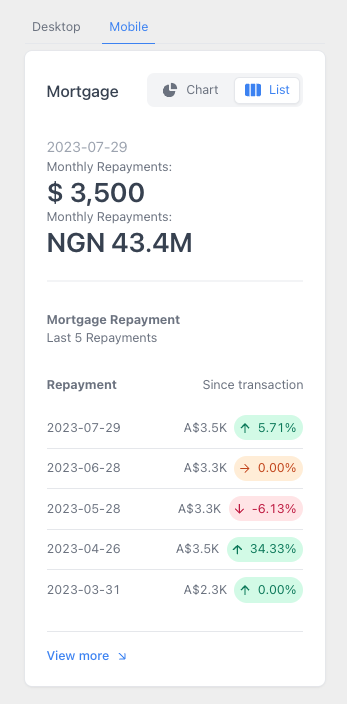 Desktop Mobile
Mortgage Chart List
2023-07-29
Monthly Repayments:
$ 3,500
Monthly Repayments:
NGN 43.4M
Mortgage Repayment
Last 5 Repayments
Repayment Since transaction
2023-07-29 A$3.5K ↑ 5.71%
2023-06-28 A$3.3K → 0.00%
2023-05-28 A$3.3K ↓ -6.13%
2023-04-26 A$3.5K ↑ 34.33%
2023-03-31 A$2.3K ↑ 0.00%
View more ↘